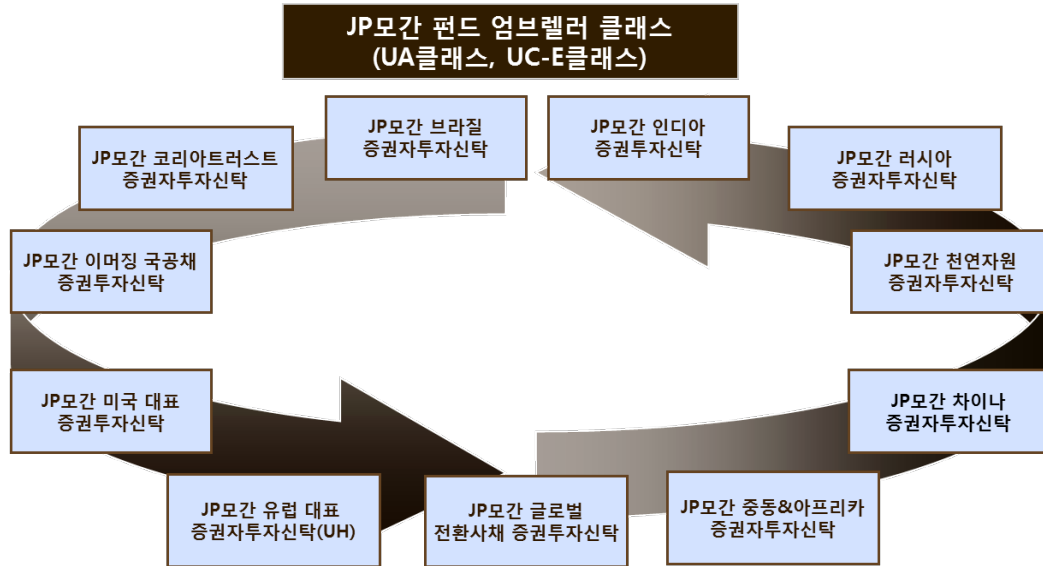 JP모간 펀드 엄브렐러 클래스
(UA클래스, UC-E클래스)
JP모간 브라질
증권자투자신탁
JP모간 인디아
증권자투자신탁
JP모간 코리아트러스트
증권자투자신탁
JP모간 러시아
증권자투자신탁
JP모간 이머징 국공채
증권투자신탁
JP모간 천연자원
증권자투자신탁
JP모간 미국 대표
증권투자신탁
JP모간 차이나
증권자투자신탁
JP모간 유럽 대표
증권자투자신탁(UH)
JP모간 글로벌
전환사채 증권투자신탁
JP모간 중동&아프리카
증권자투자신탁